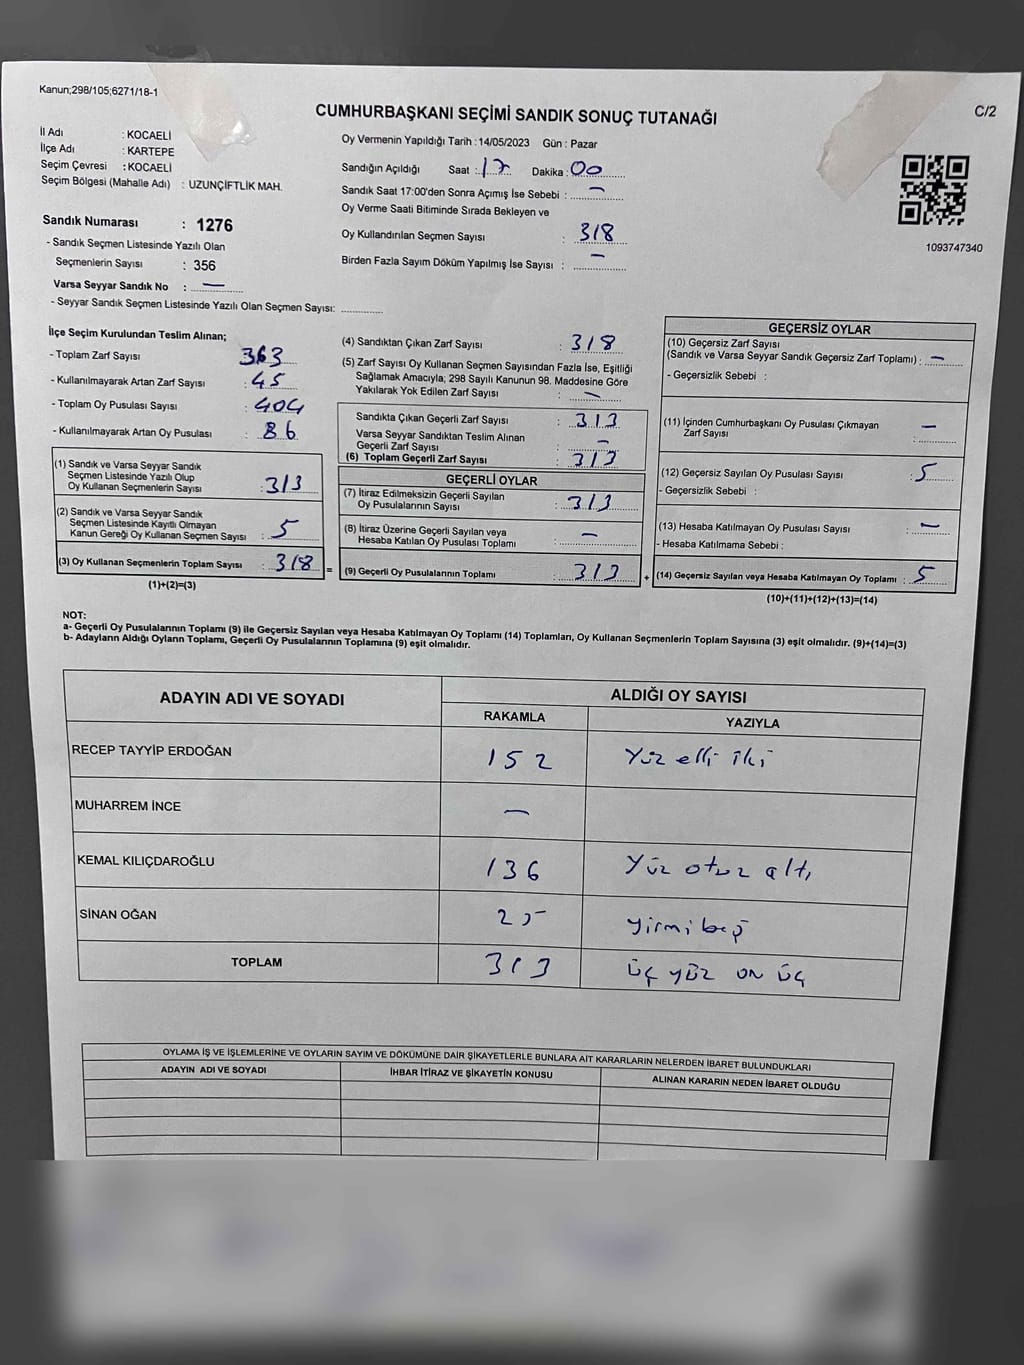 Kanun;298/105;6271/18-1
C/2
CUMHURBAŞKANI SEÇİMİ SANDIK SONUÇ TUTANAĞI
İl Adı : KOCAELİ
İlçe Adı : KARTEPE
Seçim Çevresi : KOCAELİ
Seçim Bölgesi (Mahalle Adı) : UZUNÇİFTLİK MAH.
Sandık Numarası : 1276
- Sandık Seçmen Listesinde Yazılı Olan
Seçmenlerin Sayısı : 356
Varsa Seyyar Sandık No : —
- Seyyar Sandık Seçmen Listesinde Yazılı Olan Seçmen Sayısı: ............
Oy Vermenin Yapıldığı Tarih : 14/05/2023 Gün : Pazar
Sandığın Açıldığı Saat : 17 Dakika : 00
Sandık Saat 17:00'den Sonra Açımış İse Sebebi : —
Oy Verme Saati Bitiminde Sırada Bekleyen ve
Oy Kullandırılan Seçmen Sayısı : 318
Birden Fazla Sayım Döküm Yapılmış İse Sayısı : —
1093747340
İlçe Seçim Kurulundan Teslim Alınan;
- Toplam Zarf Sayısı 363
- Kullanılmayarak Artan Zarf Sayısı : 45
- Toplam Oy Pusulası Sayısı : 404
- Kullanılmayarak Artan Oy Pusulası : 86
(1) Sandık ve Varsa Seyyar Sandık
Seçmen Listesinde Yazılı Olup
Oy Kullanan Seçmenlerin Sayısı : 313
(2) Sandık ve Varsa Seyyar Sandık
Seçmen Listesinde Kayıtlı Olmayan
Kanun Gereği Oy Kullanan Seçmen Sayısı : 5
(3) Oy Kullanan Seçmenlerin Toplam Sayısı : 318
(1)+(2)=(3)
=
(4) Sandıktan Çıkan Zarf Sayısı : 318
(5) Zarf Sayısı Oy Kullanan Seçmen Sayısından Fazla İse, Eşitliği
Sağlamak Amacıyla; 298 Sayılı Kanunun 98. Maddesine Göre
Yakılarak Yok Edilen Zarf Sayısı : —
Sandıkta Çıkan Geçerli Zarf Sayısı : 313
Varsa Seyyar Sandıktan Teslim Alınan
Geçerli Zarf Sayısı : —
(6) Toplam Geçerli Zarf Sayısı : 313
GEÇERLİ OYLAR
(7) İtiraz Edilmeksizin Geçerli Sayılan
Oy Pusulalarının Sayısı : 313
(8) İtiraz Üzerine Geçerli Sayılan veya
Hesaba Katılan Oy Pusulası Toplamı : —
(9) Geçerli Oy Pusulalarının Toplamı : 313
+
GEÇERSİZ OYLAR
(10) Geçersiz Zarf Sayısı
(Sandık ve Varsa Seyyar Sandık Geçersiz Zarf Toplamı) : —
- Geçersizlik Sebebi :
(11) İçinden Cumhurbaşkanı Oy Pusulası Çıkmayan
Zarf Sayısı : —
(12) Geçersiz Sayılan Oy Pusulası Sayısı : 5
- Geçersizlik Sebebi :
(13) Hesaba Katılmayan Oy Pusulası Sayısı : —
- Hesaba Katılmama Sebebi :
(14) Geçersiz Sayılan veya Hesaba Katılmayan Oy Toplamı : 5
(10)+(11)+(12)+(13)=(14)
NOT:
a- Geçerli Oy Pusulalarının Toplamı (9) ile Geçersiz Sayılan veya Hesaba Katılmayan Oy Toplamı (14) Toplamları, Oy Kullanan Seçmenlerin Toplam Sayısına (3) eşit olmalıdır. (9)+(14)=(3)
b- Adayların Aldığı Oyların Toplamı, Geçerli Oy Pusulalarının Toplamına (9) eşit olmalıdır.
ADAYIN ADI VE SOYADI
ALDIĞI OY SAYISI
RAKAMLA YAZIYLA
RECEP TAYYİP ERDOĞAN 152 Yüz elli iki
MUHARREM İNCE —
KEMAL KILIÇDAROĞLU 136 Yüz otuz altı
SİNAN OĞAN 25 yirmi beş
TOPLAM 313 üç yüz on üç
OYLAMA İŞ VE İŞLEMLERİNE VE OYLARIN SAYIM VE DÖKÜMÜNE DAİR ŞİKAYETLERLE BUNLARA AİT KARARLARIN NELERDEN İBARET BULUNDUKLARI
ADAYIN ADI VE SOYADI İHBAR İTİRAZ VE ŞİKAYETİN KONUSU ALINAN KARARIN NEDEN İBARET OLDUĞU